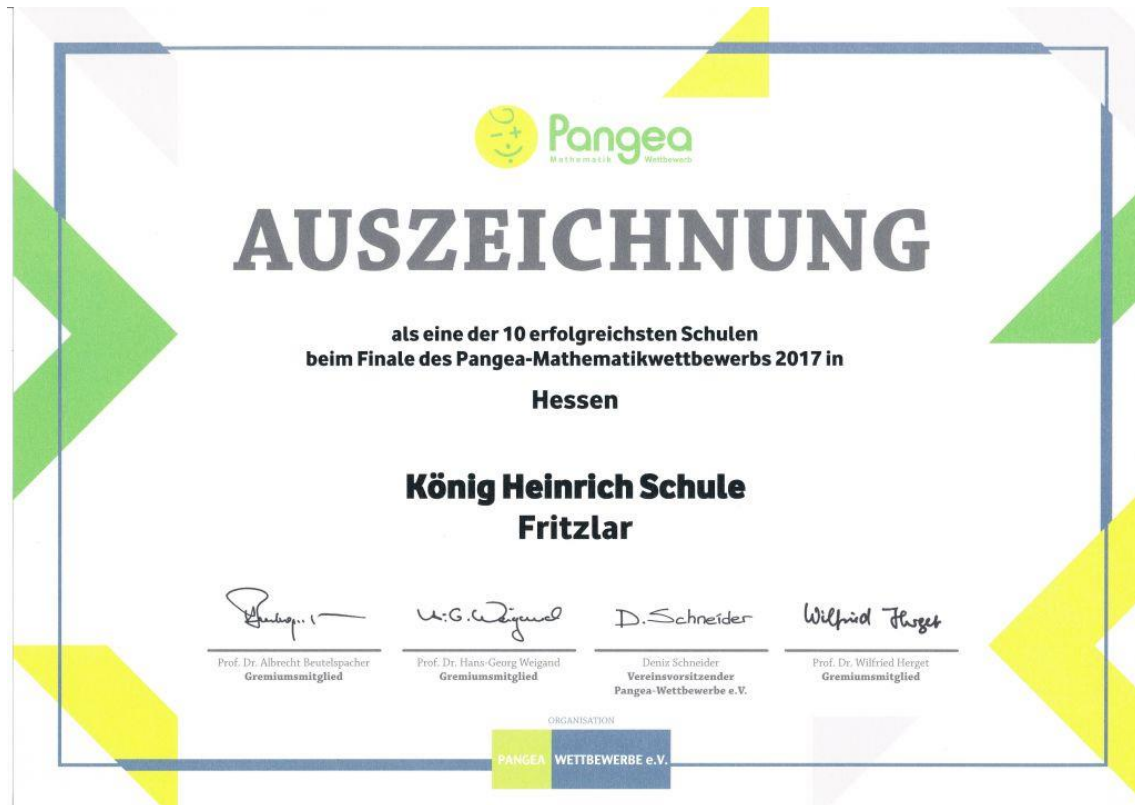 Pangea
Mathematik Wettbewerb
AUSZEICHNUNG
als eine der 10 erfolgreichsten Schulen
beim Finale des Pangea-Mathematikwettbewerbs 2017 in
Hessen
König Heinrich Schule
Fritzlar
D. Schneider
Wilfried Herget
Prof. Dr. Albrecht Beutelspacher
Gremiumsmitglied
Prof. Dr. Hans-Georg Weigand
Gremiumsmitglied
Deniz Schneider
Vereinsvorsitzender
Pangea-Wettbewerbe e.V.
Prof. Dr. Wilfried Herget
Gremiumsmitglied
ORGANISATION
PANGEA WETTBEWERBE e.V.